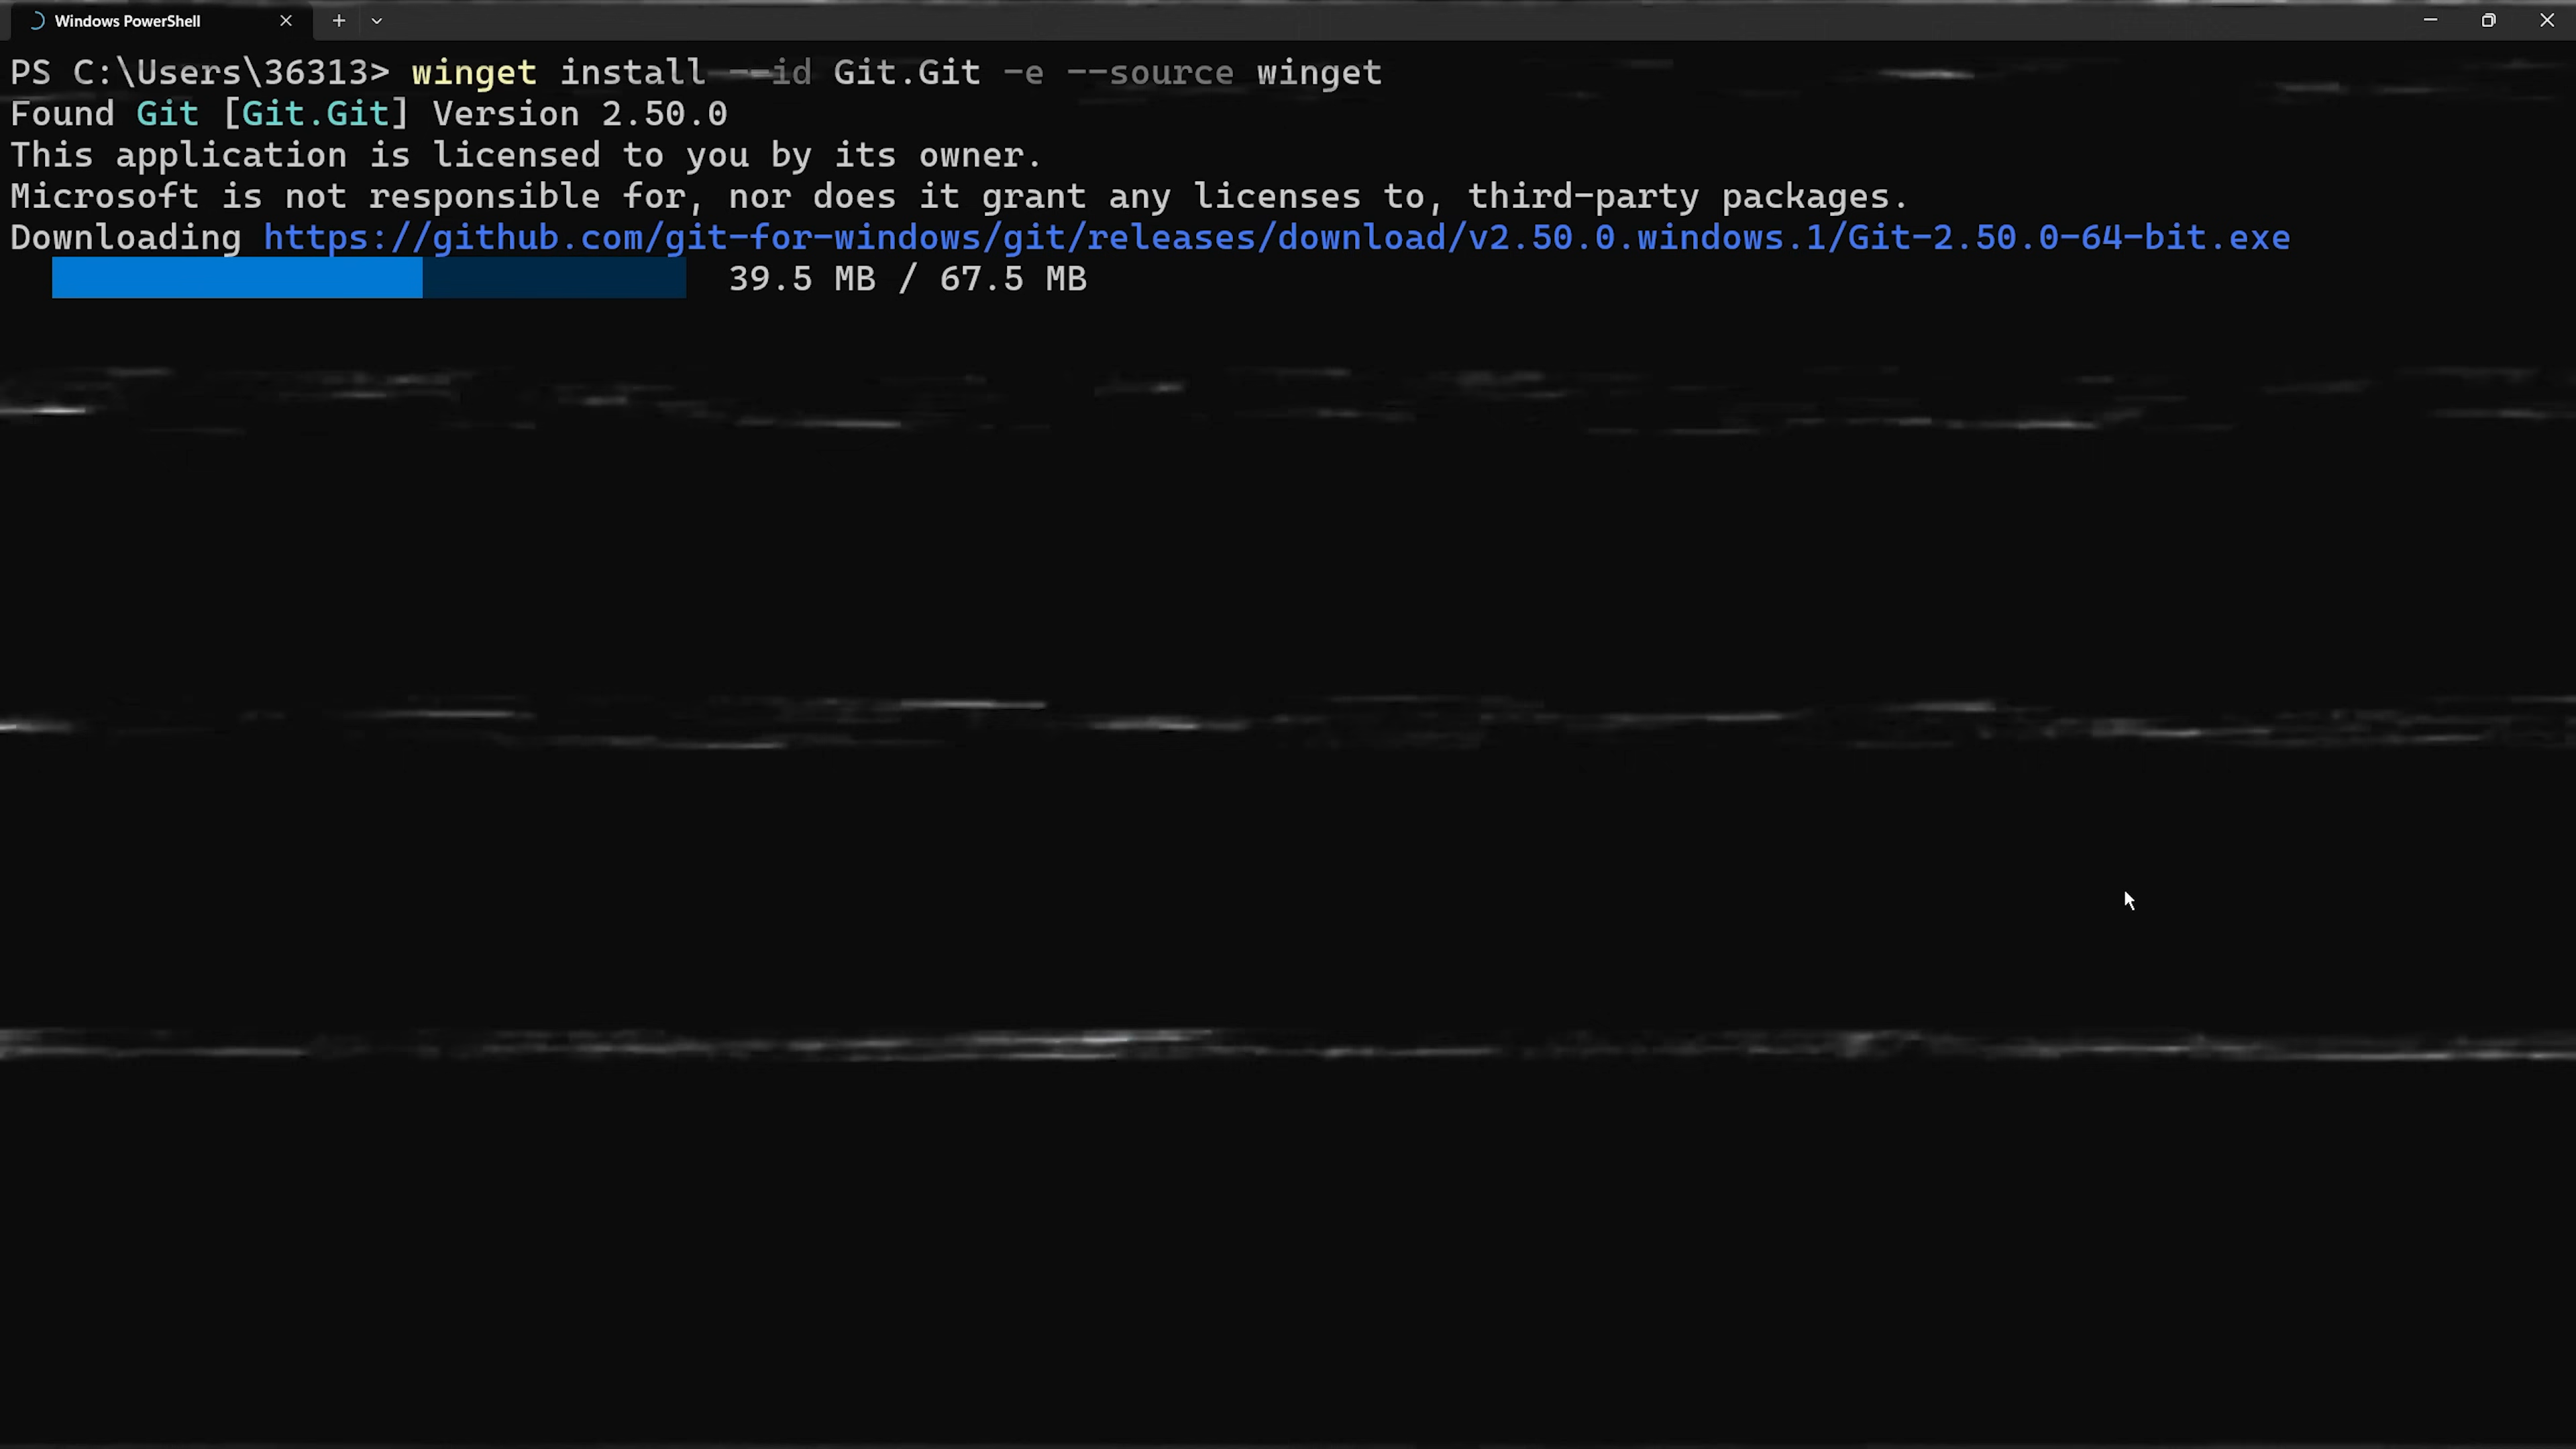 Windows PowerShell
PS C:\Users\36313> winget install --id Git.Git -e --source winget
Found Git [Git.Git] Version 2.50.0
This application is licensed to you by its owner.
Microsoft is not responsible for, nor does it grant any licenses to, third-party packages.
Downloading https://github.com/git-for-windows/git/releases/download/v2.50.0.windows.1/Git-2.50.0-64-bit.exe
39.5 MB / 67.5 MB